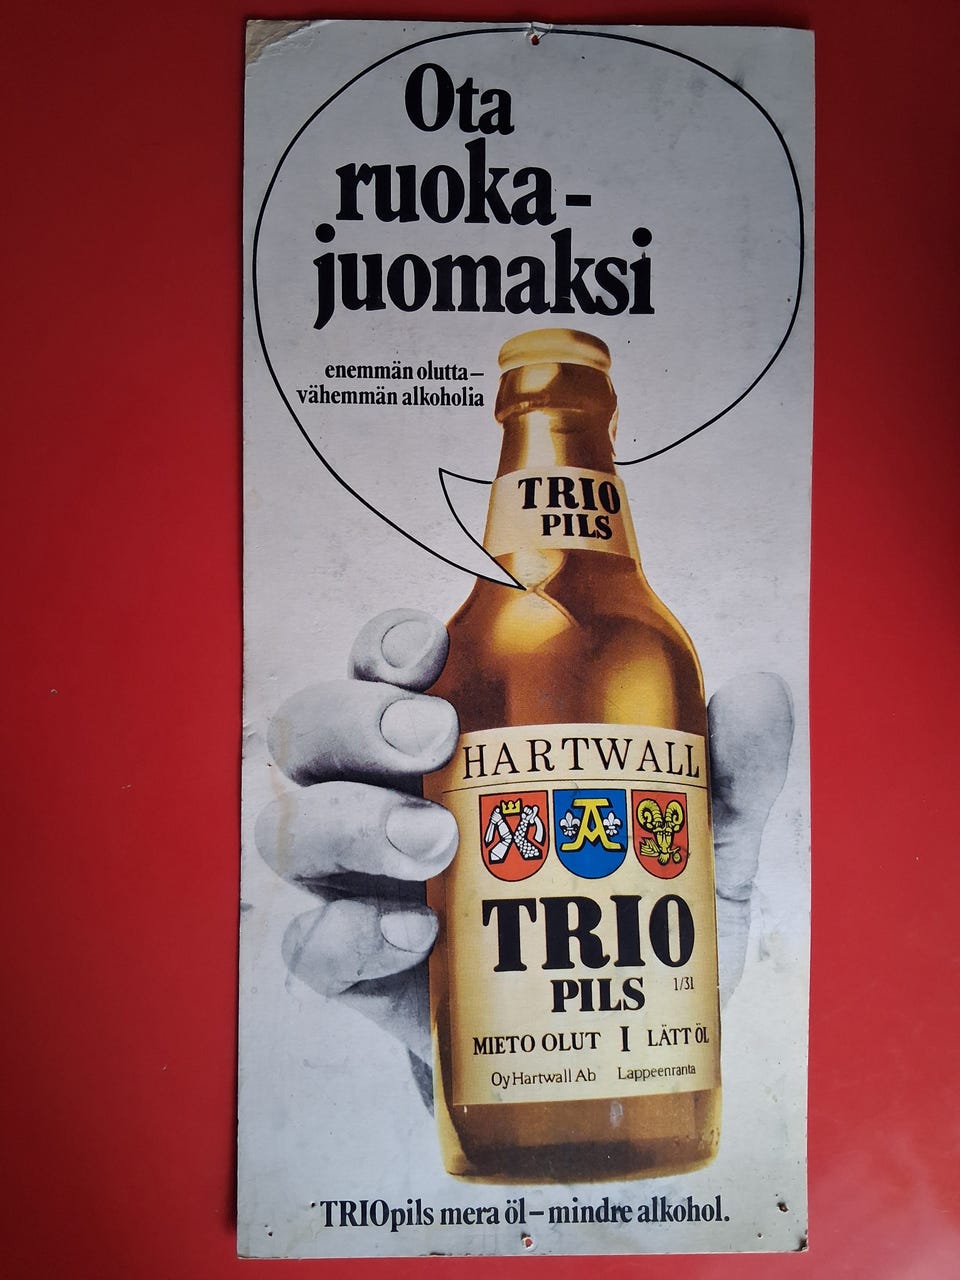 Ota
ruoka-
juomaksi
enemmän olutta–
vähemmän alkoholia
TRIO
PILS
HARTWALL
TRIO
PILS 1/31
MIETO OLUT I LÄTT ÖL
Oy Hartwall Ab Lappeenranta
TRIOpils mera öl–mindre alkohol.